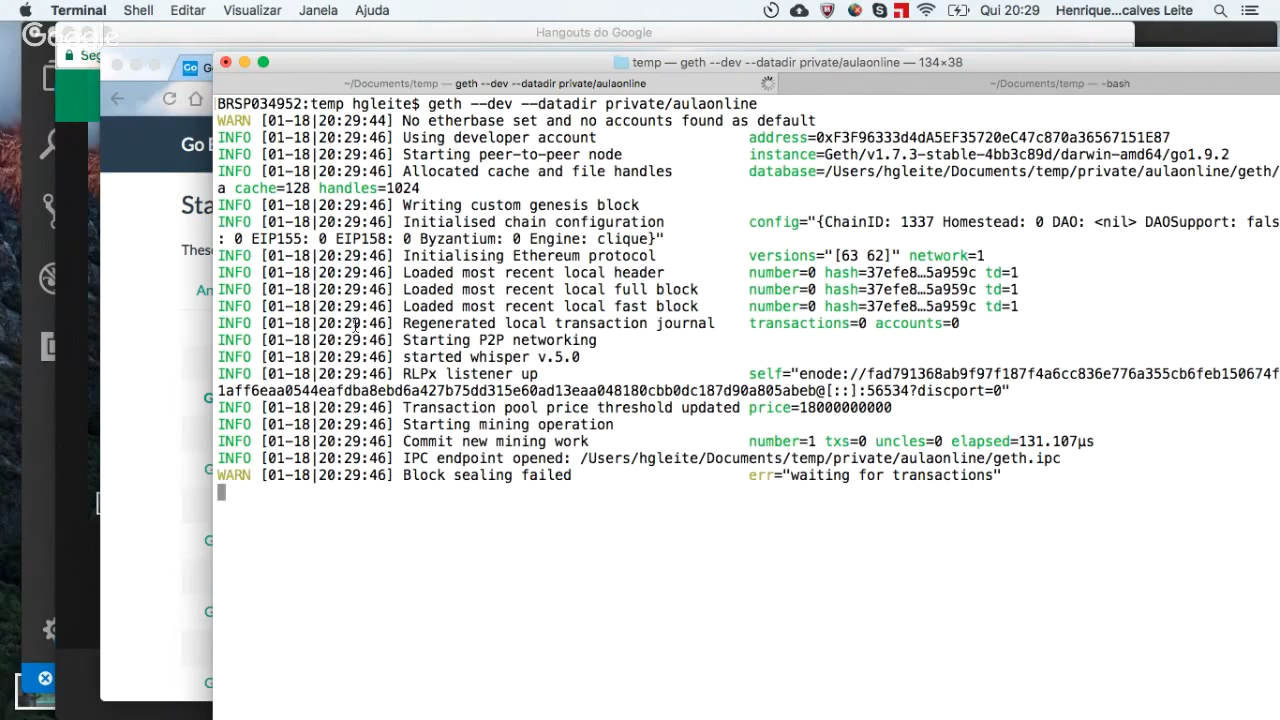 Terminal Shell Editar Visualizar Janela Ajuda Qui 20:29 Henrique...calves Leite
Google
Hangouts do Google
Seg
Go G
temp — geth --dev --datadir private/aulaonline — 134×38
~/Documents/temp — geth --dev --datadir private/aulaonline ~/Documents/temp — -bash
Go E
Sta
These
An
G
G
G
G
G
G
BRSP034952:temp hgleite$ geth --dev --datadir private/aulaonline
WARN [01-18|20:29:44] No etherbase set and no accounts found as default
INFO [01-18|20:29:46] Using developer account address=0xF3F96333d4dA5EF35720eC47c870a36567151E87
INFO [01-18|20:29:46] Starting peer-to-peer node instance=Geth/v1.7.3-stable-4bb3c89d/darwin-amd64/go1.9.2
INFO [01-18|20:29:46] Allocated cache and file handles database=/Users/hgleite/Documents/temp/private/aulaonline/geth/
a cache=128 handles=1024
INFO [01-18|20:29:46] Writing custom genesis block
INFO [01-18|20:29:46] Initialised chain configuration config="{ChainID: 1337 Homestead: 0 DAO: <nil> DAOSupport: fals
: 0 EIP155: 0 EIP158: 0 Byzantium: 0 Engine: clique}"
INFO [01-18|20:29:46] Initialising Ethereum protocol versions="[63 62]" network=1
INFO [01-18|20:29:46] Loaded most recent local header number=0 hash=37efe8…5a959c td=1
INFO [01-18|20:29:46] Loaded most recent local full block number=0 hash=37efe8…5a959c td=1
INFO [01-18|20:29:46] Loaded most recent local fast block number=0 hash=37efe8…5a959c td=1
INFO [01-18|20:29:46] Regenerated local transaction journal transactions=0 accounts=0
INFO [01-18|20:29:46] Starting P2P networking
INFO [01-18|20:29:46] started whisper v.5.0
INFO [01-18|20:29:46] RLPx listener up self="enode://fad791368ab9f97f187f4a6cc836e776a355cb6feb150674f
1aff6eaa0544eafdba8ebd6a427b75dd315e60ad13eaa048180cbb0dc187d90a805abeb@[::]:56534?discport=0"
INFO [01-18|20:29:46] Transaction pool price threshold updated price=18000000000
INFO [01-18|20:29:46] Starting mining operation
INFO [01-18|20:29:46] Commit new mining work number=1 txs=0 uncles=0 elapsed=131.107µs
INFO [01-18|20:29:46] IPC endpoint opened: /Users/hgleite/Documents/temp/private/aulaonline/geth.ipc
WARN [01-18|20:29:46] Block sealing failed err="waiting for transactions"